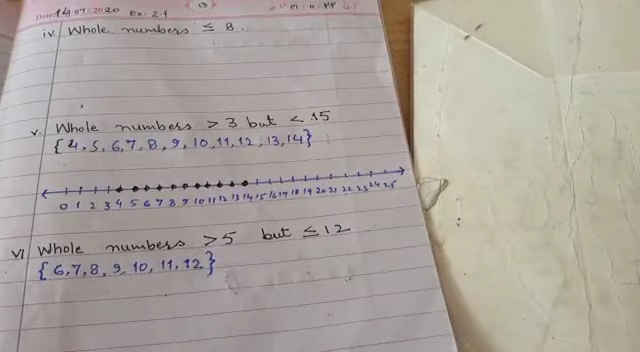 Date: 14/07/2020 Ex: 2.1 13
iv. Whole numbers ≤ 8.
v. Whole numbers > 3 but < 15
{4, 5, 6, 7, 8, 9, 10, 11, 12, 13, 14}
0 1 2 3 4 5 6 7 8 9 10 11 12 13 14 15 16 17 18 19 20 21 22 23 24 25
vi Whole numbers > 5 but ≤ 12
{6, 7, 8, 9, 10, 11, 12}